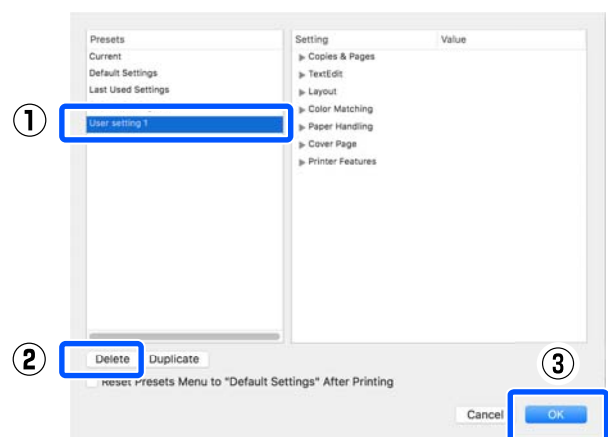 Presets
Setting Value
Current
Default Settings
Last Used Settings
User setting 1
Copies & Pages
TextEdit
Layout
Color Matching
Paper Handling
Cover Page
Printer Features
1
2
Delete Duplicate
3
Reset Presets Menu to "Default Settings" After Printing
Cancel OK